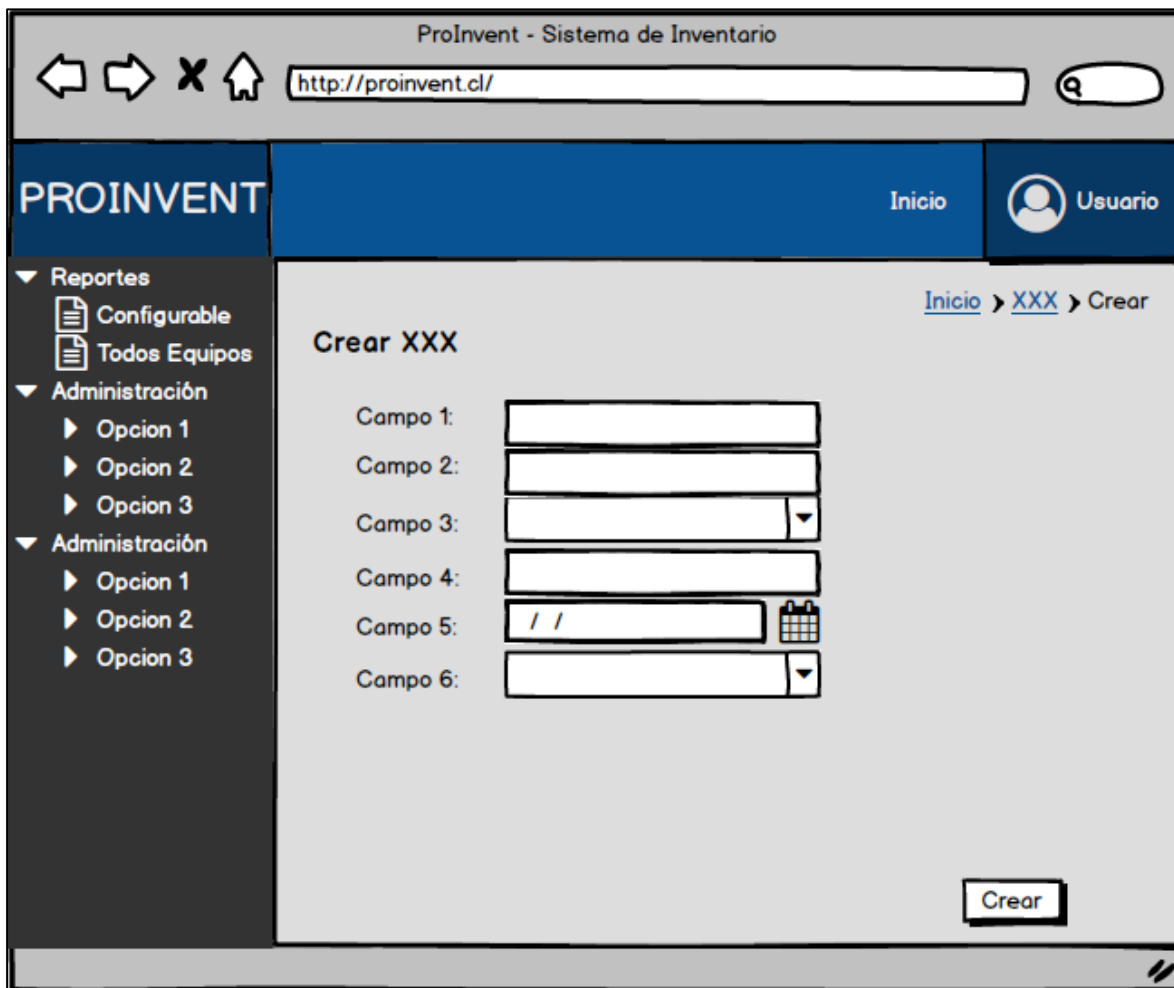 ProInvent - Sistema de Inventario
http://proinvent.cl/
PROINVENT
Inicio
Usuario
Reportes
Configurable
Todos Equipos
Administración
Opcion 1
Opcion 2
Opcion 3
Administración
Opcion 1
Opcion 2
Opcion 3
Inicio > XXX > Crear
Crear XXX
Campo 1:
Campo 2:
Campo 3:
Campo 4:
Campo 5: / /
Campo 6:
Crear